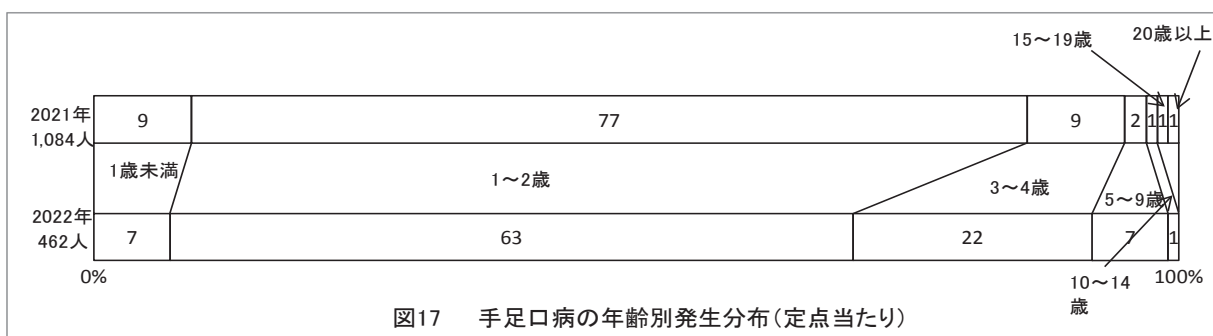 15～19歳
20歳以上
2021年
1,084人
9
77
9
2
1
1
1
1歳未満
1～2歳
3～4歳
5～9歳
2022年
462人
7
63
22
7
1
0%
10～14
歳
100%
図17 手足口病の年齢別発生分布（定点当たり）